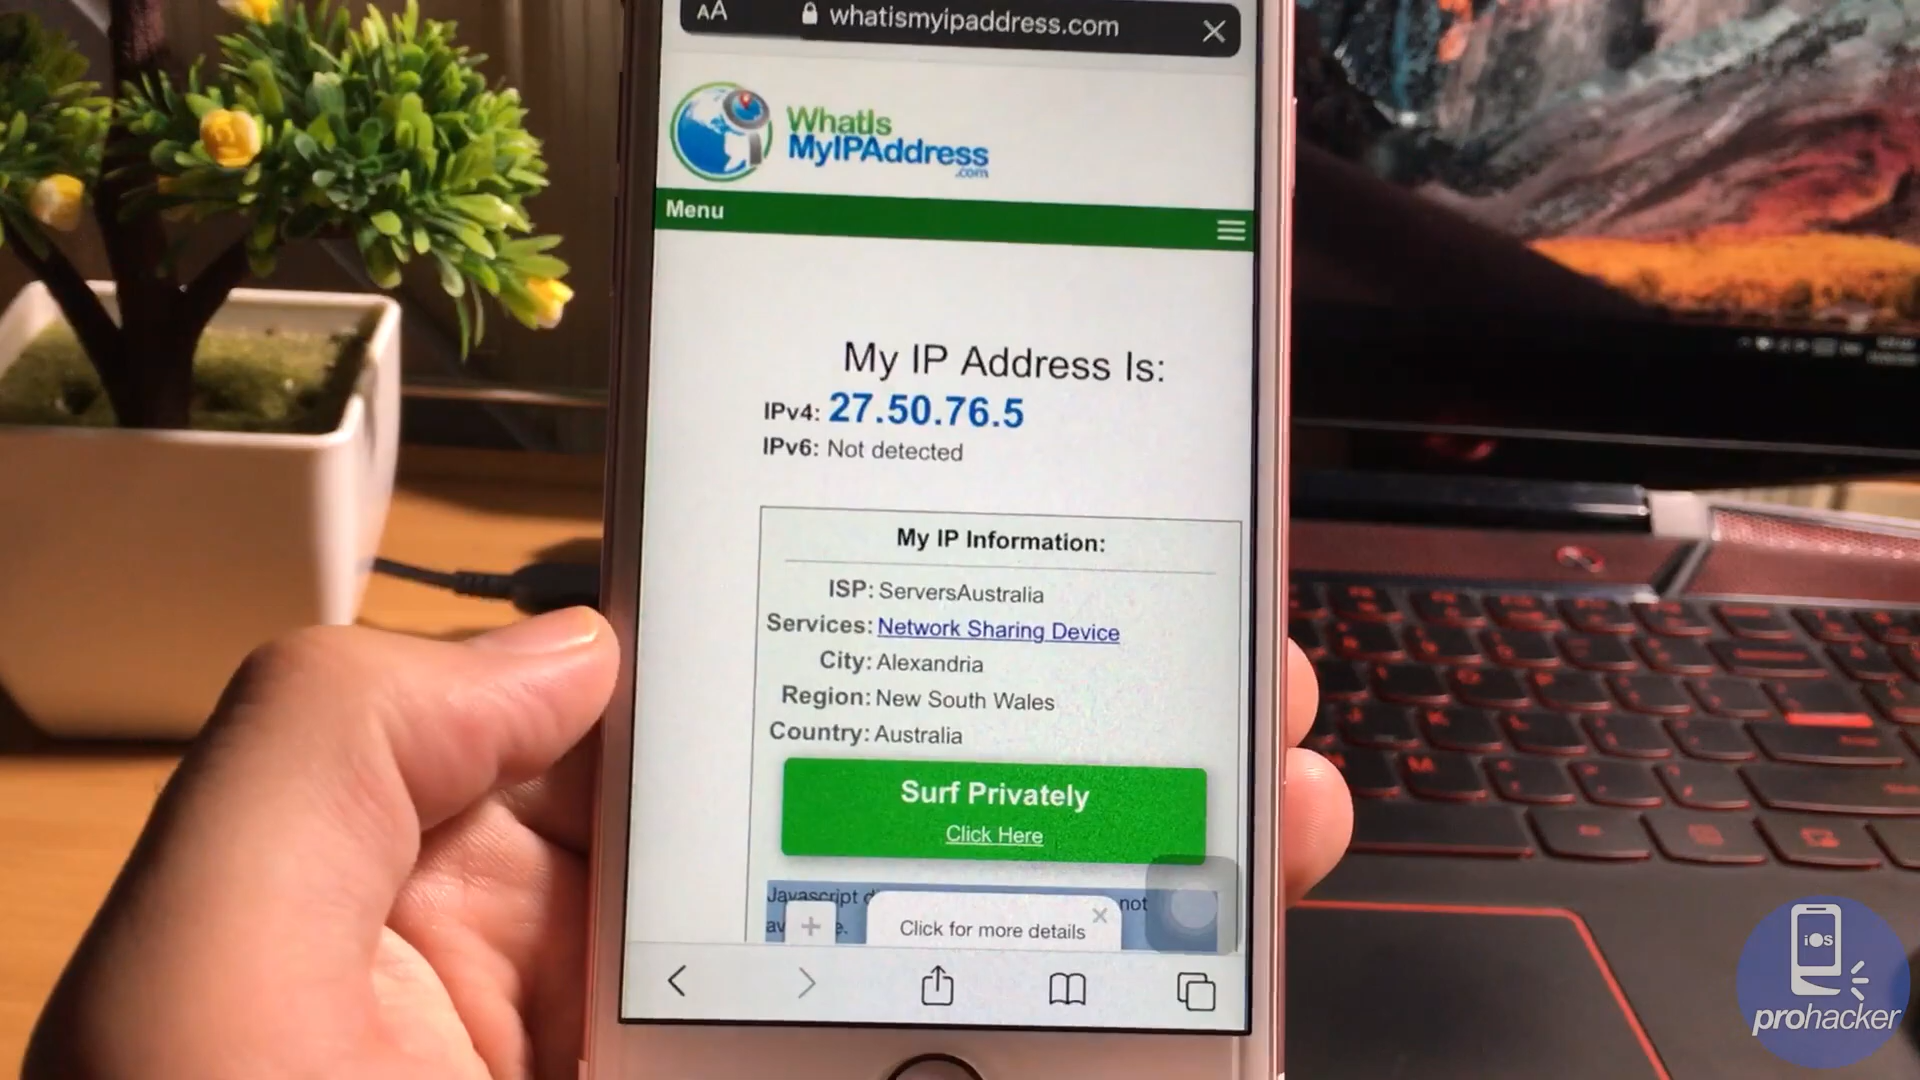 AA whatismyipaddress.com
WhatIs
MyIPAddress
.com
Menu
My IP Address Is:
IPv4: 27.50.76.5
IPv6: Not detected
My IP Information:
ISP: ServersAustralia
Services: Network Sharing Device
City: Alexandria
Region: New South Wales
Country: Australia
Surf Privately
Click Here
Javascript not
Click for more details
iOS
prohacker